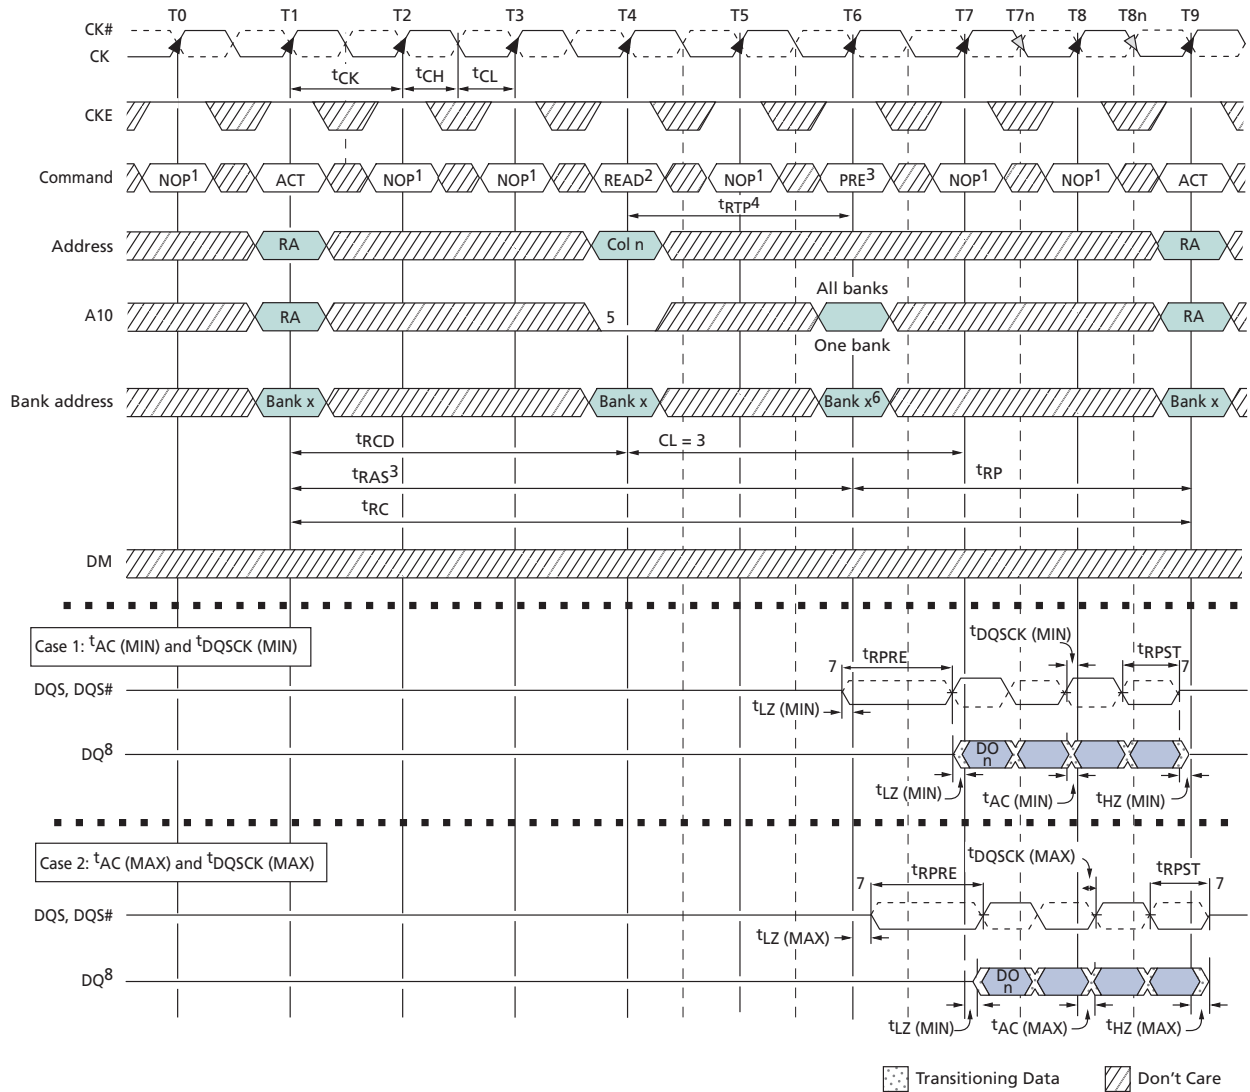 T0 T1 T2 T3 T4 T5 T6 T7 T7n T8 T8n T9
CK#
CK
tCK tCH tCL
CKE
Command NOP1 ACT NOP1 NOP1 READ2 NOP1 PRE3 NOP1 NOP1 ACT
tRTP4
Address RA Col n RA
All banks
A10 RA 5 RA
One bank
Bank address Bank x Bank x Bank x6 Bank x
tRCD CL = 3
tRAS3 tRP
tRC
DM
Case 1: tAC (MIN) and tDQSCK (MIN)
tDQSCK (MIN)
7 tRPRE tRPST 7
DQS, DQS#
tLZ (MIN)
DQ8 DO n
tLZ (MIN) tAC (MIN) tHZ (MIN)
Case 2: tAC (MAX) and tDQSCK (MAX)
tDQSCK (MAX)
7 tRPRE tRPST 7
DQS, DQS#
tLZ (MAX)
DQ8 DO n
tLZ (MIN) tAC (MAX) tHZ (MAX)
Transitioning Data Don't Care